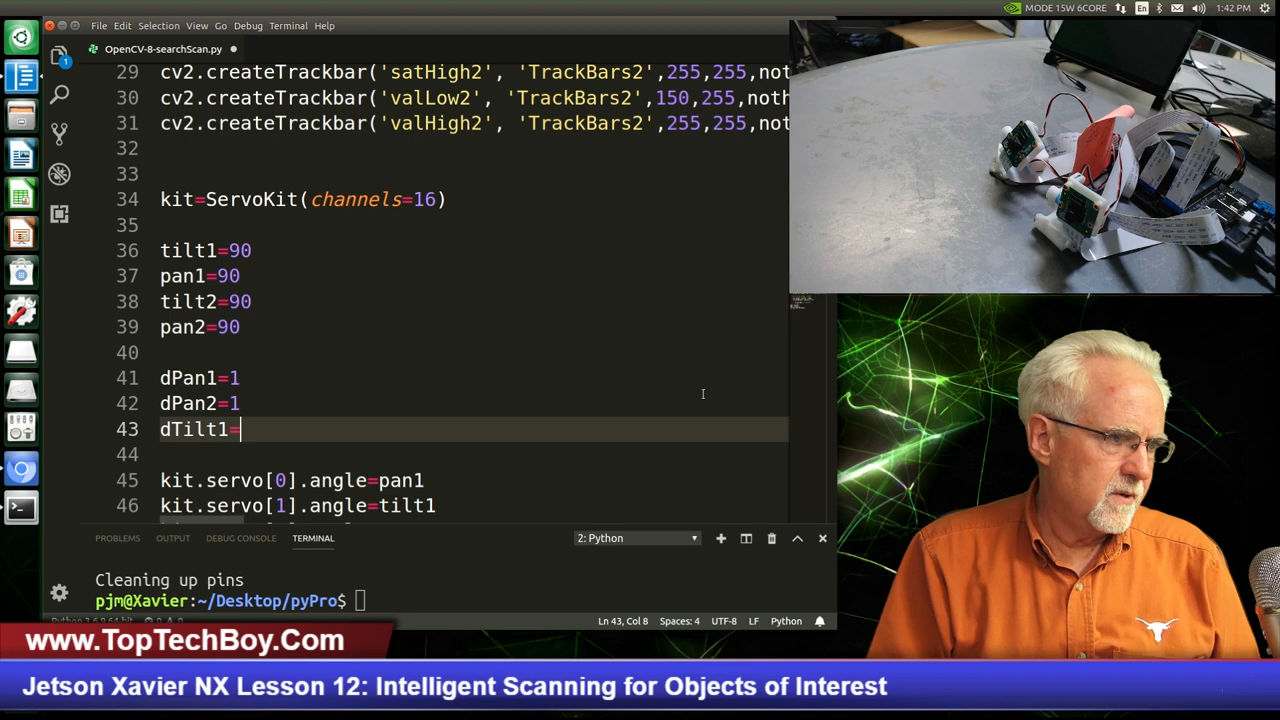 File Edit Selection View Go Debug Terminal Help
MODE 15W 6CORE En 1:42 PM
OpenCV-8-searchScan.py
1
29 cv2.createTrackbar('satHigh2', 'TrackBars2',255,255,not
30 cv2.createTrackbar('valLow2', 'TrackBars2',150,255,noth
31 cv2.createTrackbar('valHigh2', 'TrackBars2',255,255,not
32
33
34 kit=ServoKit(channels=16)
35
36 tilt1=90
37 pan1=90
38 tilt2=90
39 pan2=90
40
41 dPan1=1
42 dPan2=1
43 dTilt1=
44
45 kit.servo[0].angle=pan1
46 kit.servo[1].angle=tilt1
PROBLEMS OUTPUT DEBUG CONSOLE TERMINAL 2: Python
Cleaning up pins
pjm@Xavier:~/Desktop/pyPro$
Ln 43, Col 8 Spaces: 4 UTF-8 LF Python
www.TopTechBoy.Com
Jetson Xavier NX Lesson 12: Intelligent Scanning for Objects of Interest